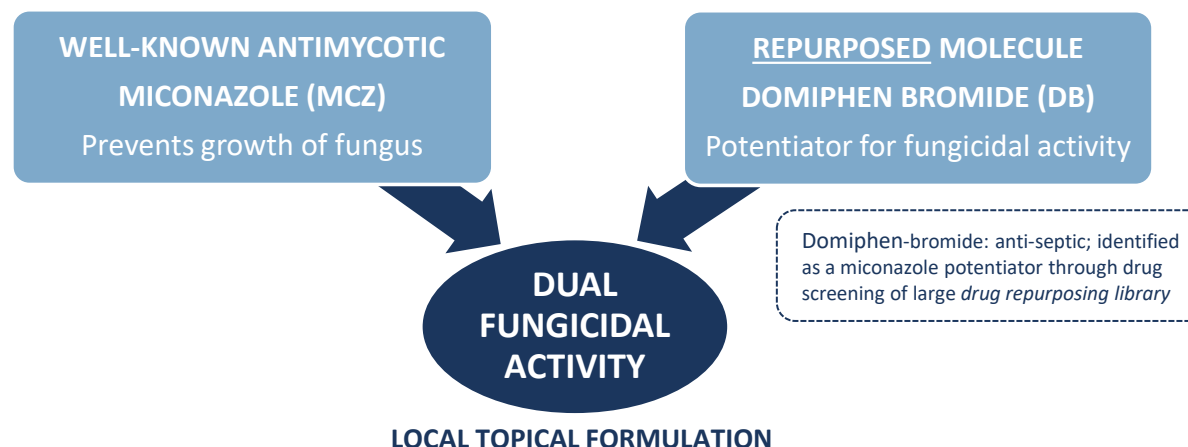 WELL-KNOWN ANTIMYCOTIC
MICONAZOLE (MCZ)
Prevents growth of fungus
REPURPOSED MOLECULE
DOMIPHEN BROMIDE (DB)
Potentiator for fungicidal activity
Domiphen-bromide: anti-septic; identified
as a miconazole potentiator through drug
screening of large drug repurposing library
DUAL
FUNGICIDAL
ACTIVITY
LOCAL TOPICAL FORMULATION